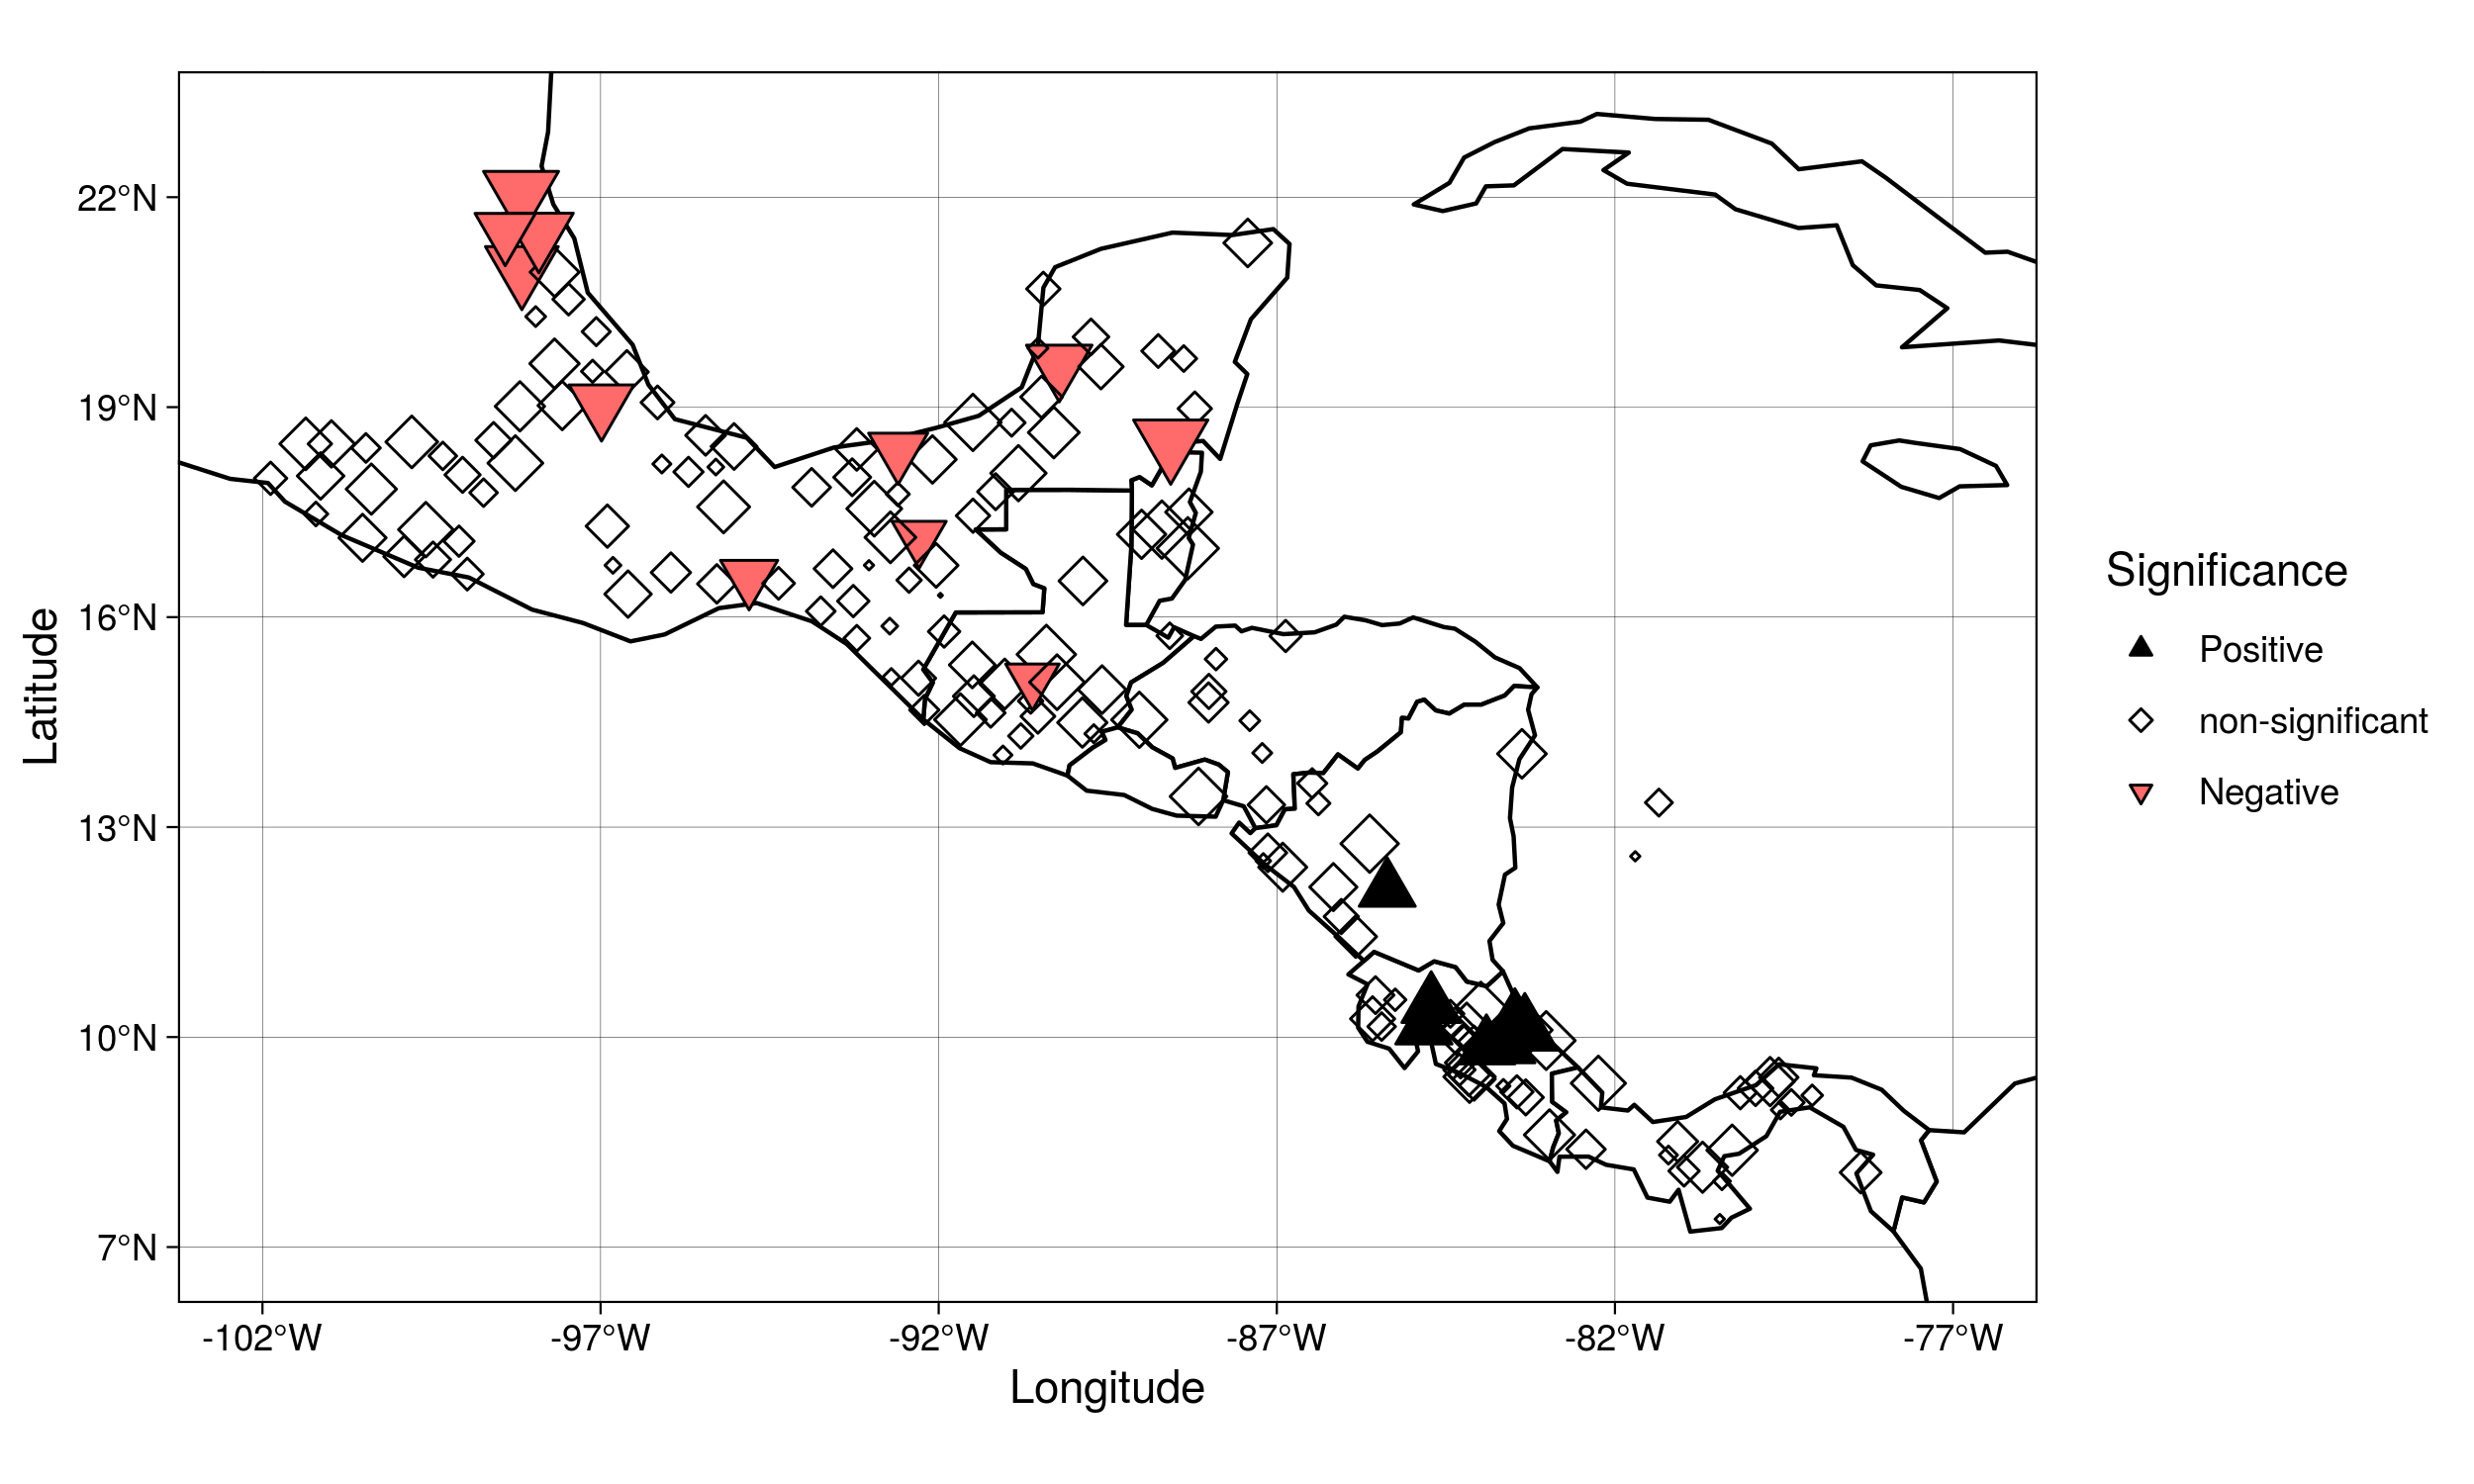 22°N
19°N
16°N
13°N
10°N
7°N
Latitude
-102°W
-97°W
-92°W
-87°W
-82°W
-77°W
Longitude
Significance
Positive
non-significant
Negative